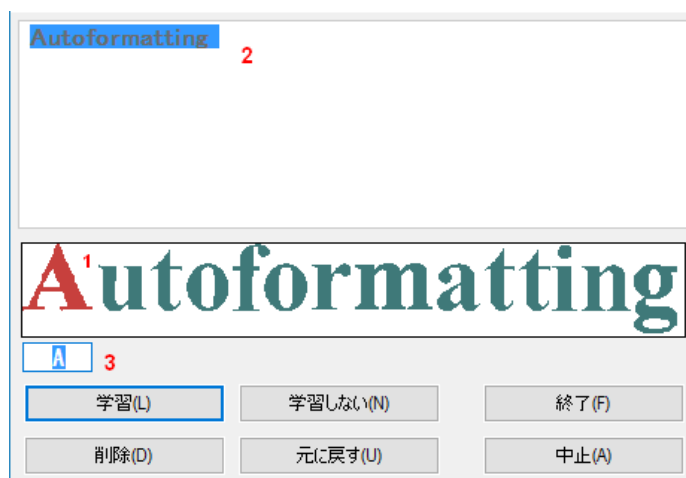 Autoformatting
2
Autoformatting
1
A
3
学習(L) 学習しない(N) 終了(F)
削除(D) 元に戻す(U) 中止(A)